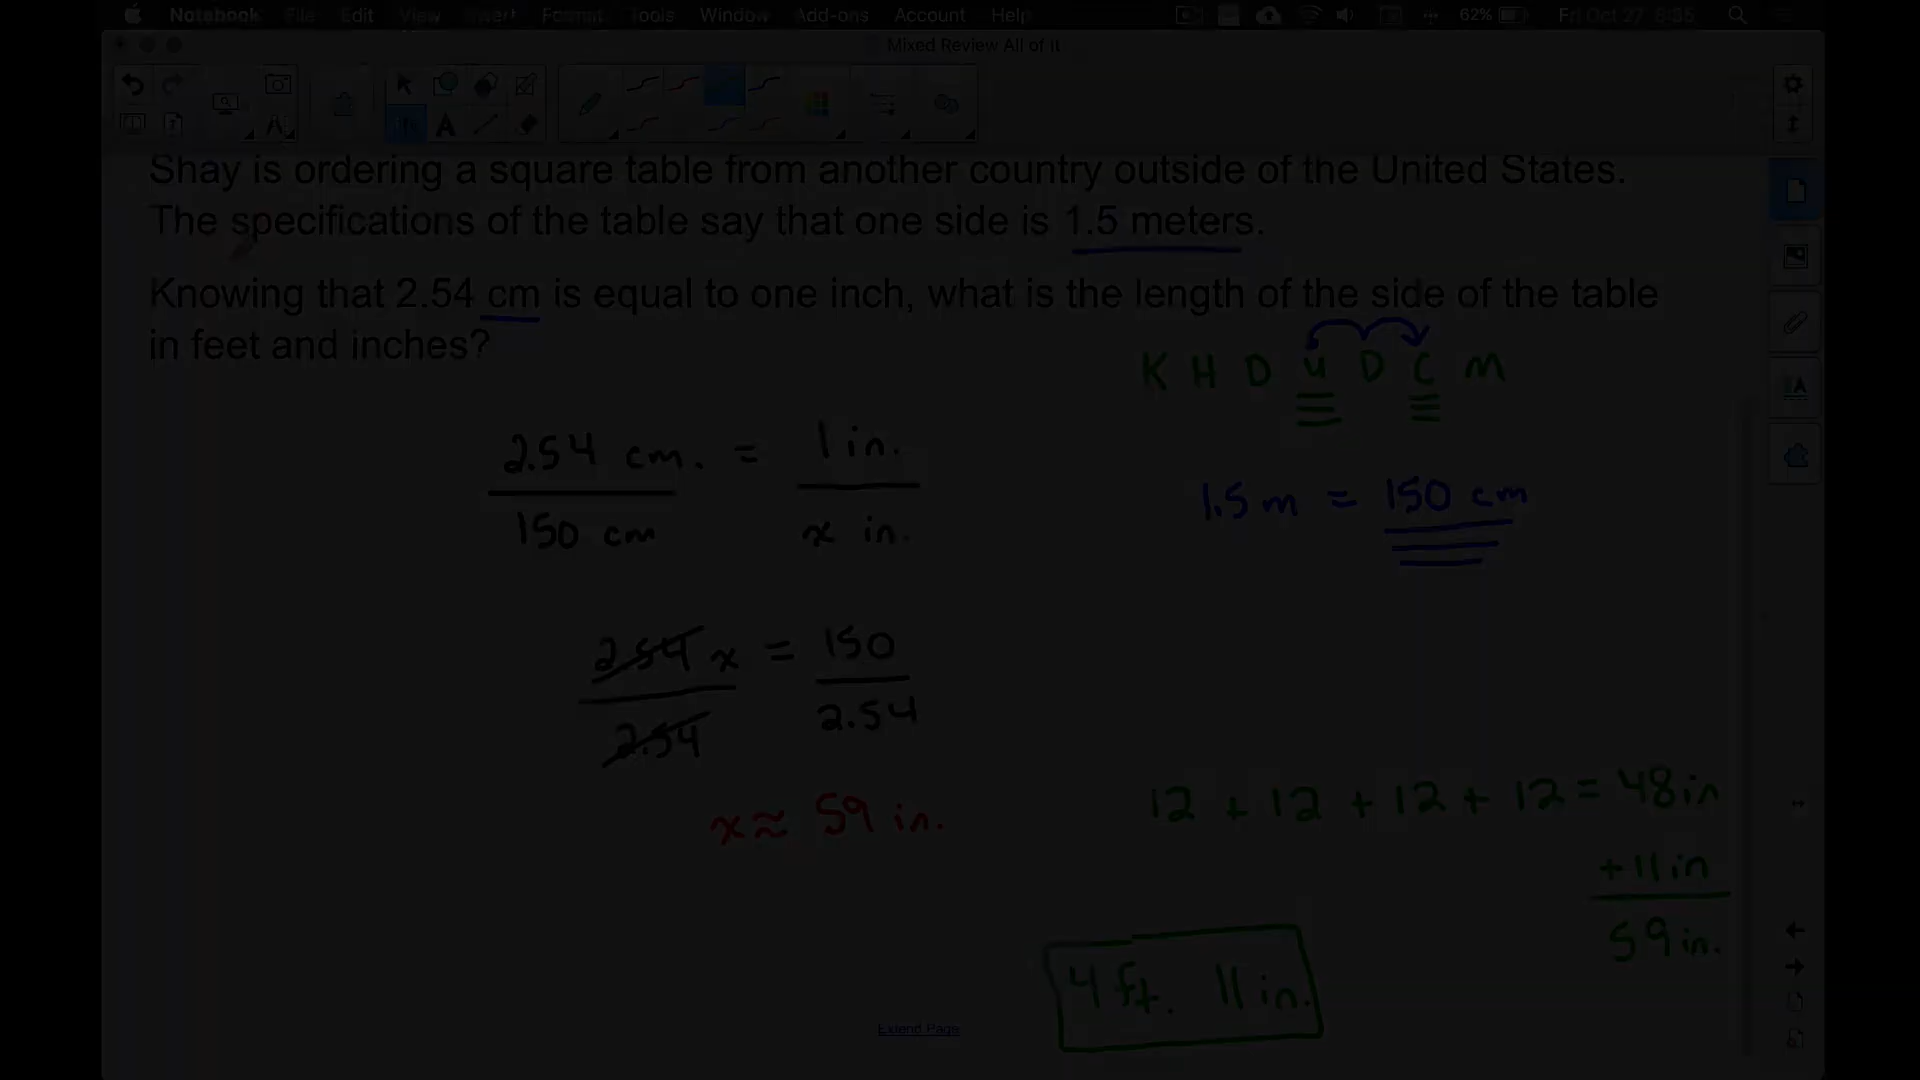 Notebook File Edit View Insert Format Tools Window Add-ons Account Help 62% Fri Oct 27
Mixed Review All of It
Shay is ordering a square table from another country outside of the United States.
The specifications of the table say that one side is 1.5 meters.
Knowing that 2.54 cm is equal to one inch, what is the length of the side of the table
in feet and inches?
K H D U D C M
2.54 cm. = 1 in.
150 cm x in.
1.5 m = 150 cm
2.54 x = 150
2.54 2.54
x ≈ 59 in.
12 + 12 + 12 + 12 = 48 in
+ 11 in
59 in.
4 ft. 11 in.
Extend Page